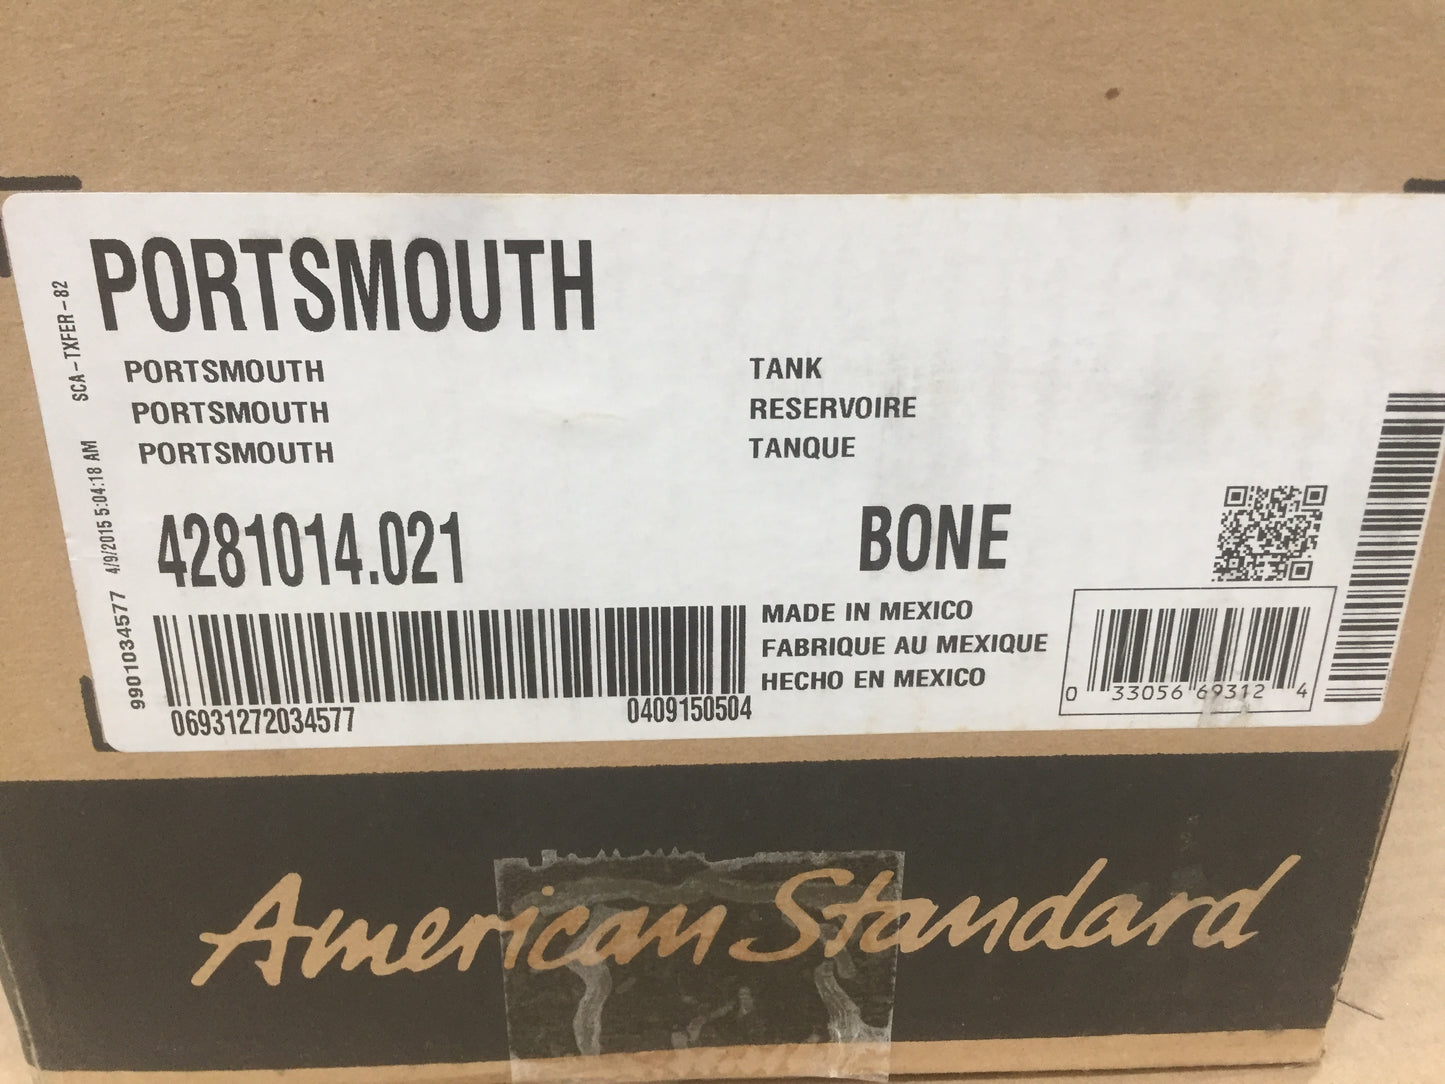 PORTSMOUTH
PORTSMOUTH TANK
PORTSMOUTH RESERVOIRE
PORTSMOUTH TANQUE
4281014.021 BONE
MADE IN MEXICO
FABRIQUE AU MEXIQUE
HECHO EN MEXICO
06931272034577 0409150504
0 33056 69312 4
9901034577 4/9/2015 5:04:18 AM SCA-TXFER-82
American Standard